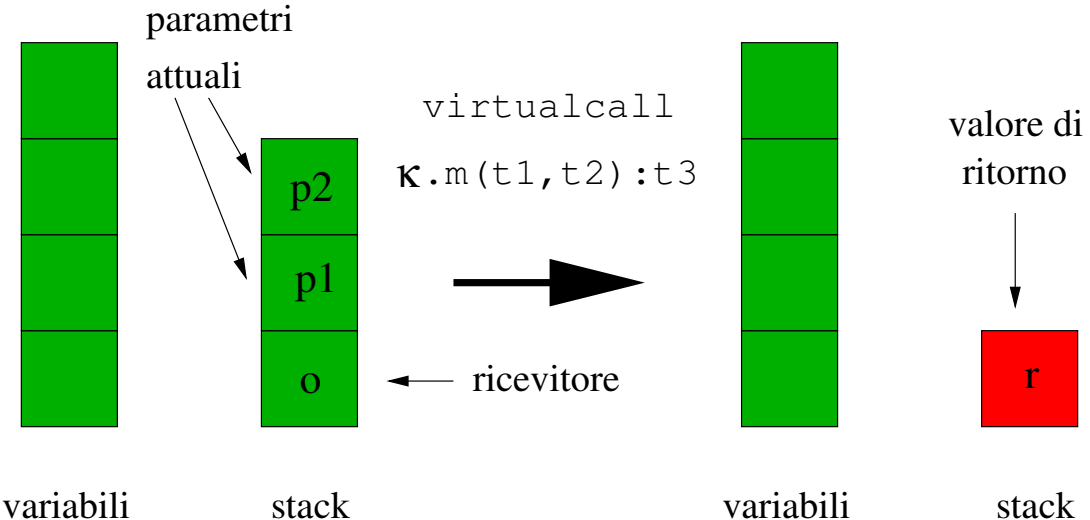 parametri
attuali
virtualcall
κ.m(t1,t2):t3
valore di
ritorno
p2
p1
o
ricevitore
r
variabili
stack
variabili
stack